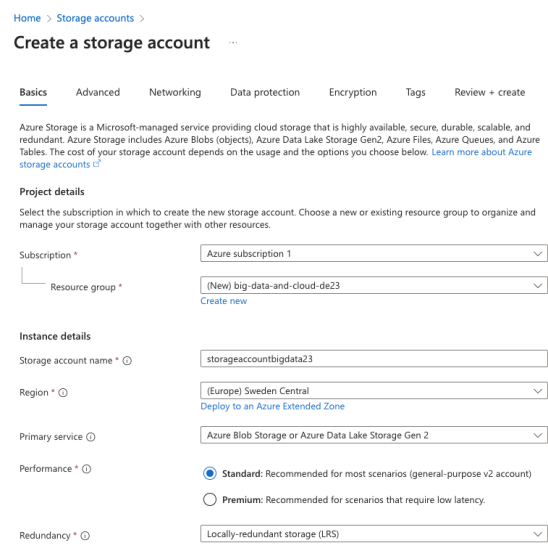 Home > Storage accounts >
Create a storage account ...
Basics Advanced Networking Data protection Encryption Tags Review + create
Azure Storage is a Microsoft-managed service providing cloud storage that is highly available, secure, durable, scalable, and
redundant. Azure Storage includes Azure Blobs (objects), Azure Data Lake Storage Gen2, Azure Files, Azure Queues, and Azure
Tables. The cost of your storage account depends on the usage and the options you choose below. Learn more about Azure
storage accounts
Project details
Select the subscription in which to create the new storage account. Choose a new or existing resource group to organize and
manage your storage account together with other resources.
Subscription * Azure subscription 1
Resource group * (New) big-data-and-cloud-de23
Create new
Instance details
Storage account name * storageaccountbigdata23
Region * (Europe) Sweden Central
Deploy to an Azure Extended Zone
Primary service Azure Blob Storage or Azure Data Lake Storage Gen 2
Performance * Standard: Recommended for most scenarios (general-purpose v2 account)
Premium: Recommended for scenarios that require low latency.
Redundancy * Locally-redundant storage (LRS)